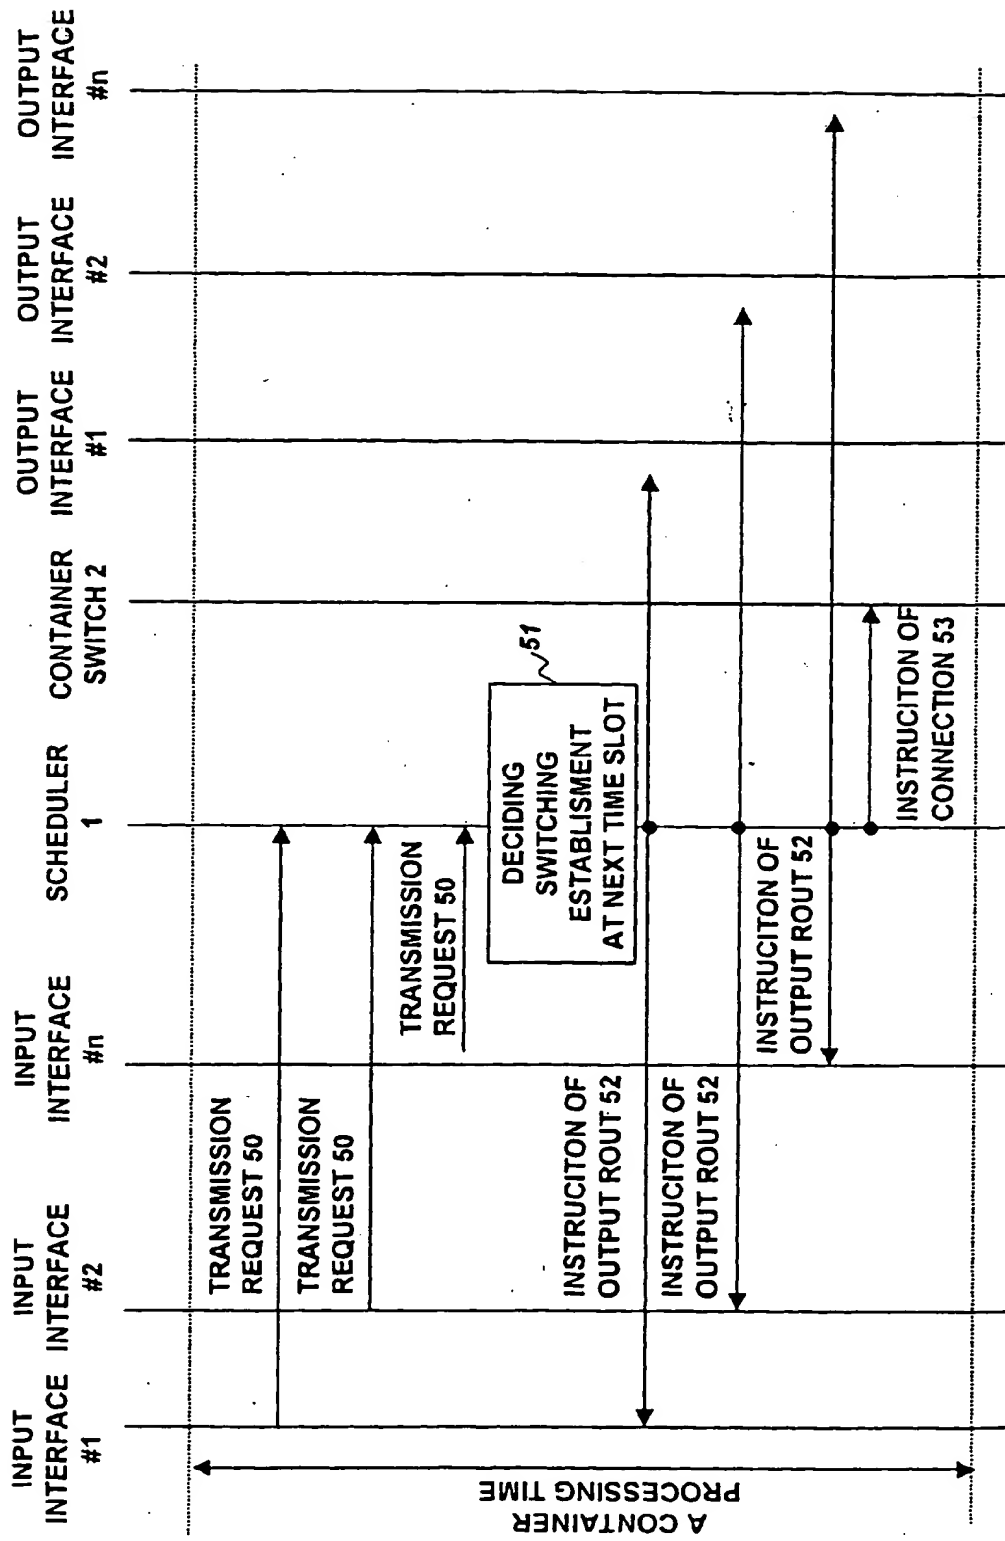 INPUT
INTERFACE
#1
INPUT
INTERFACE
#2
INPUT
INTERFACE
#n
SCHEDULER
1
CONTAINER
SWITCH 2
OUTPUT
INTERFACE
#1
OUTPUT
INTERFACE
#2
OUTPUT
INTERFACE
#n
TRANSMISSION
REQUEST 50
TRANSMISSION
REQUEST 50
TRANSMISSION
REQUEST 50
DECIDING
SWITCHING
ESTABLISMENT
AT NEXT TIME SLOT
51
INSTRUCITON OF
OUTPUT ROUT 52
INSTRUCITON OF
OUTPUT ROUT 52
INSTRUCITON OF
OUTPUT ROUT 52
INSTRUCITON OF
CONNECTION 53
A CONTAINER
PROCESSING TIME